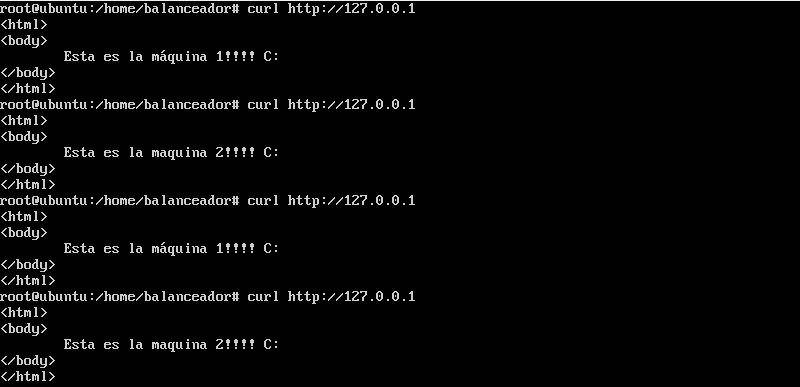 root@ubuntu:/home/balanceador# curl http://127.0.0.1
<html>
<body>
        Esta es la máquina 1!!!! C:
</body>
</html>
root@ubuntu:/home/balanceador# curl http://127.0.0.1
<html>
<body>
        Esta es la maquina 2!!!! C:
</body>
</html>
root@ubuntu:/home/balanceador# curl http://127.0.0.1
<html>
<body>
        Esta es la máquina 1!!!! C:
</body>
</html>
root@ubuntu:/home/balanceador# curl http://127.0.0.1
<html>
<body>
        Esta es la maquina 2!!!! C:
</body>
</html>